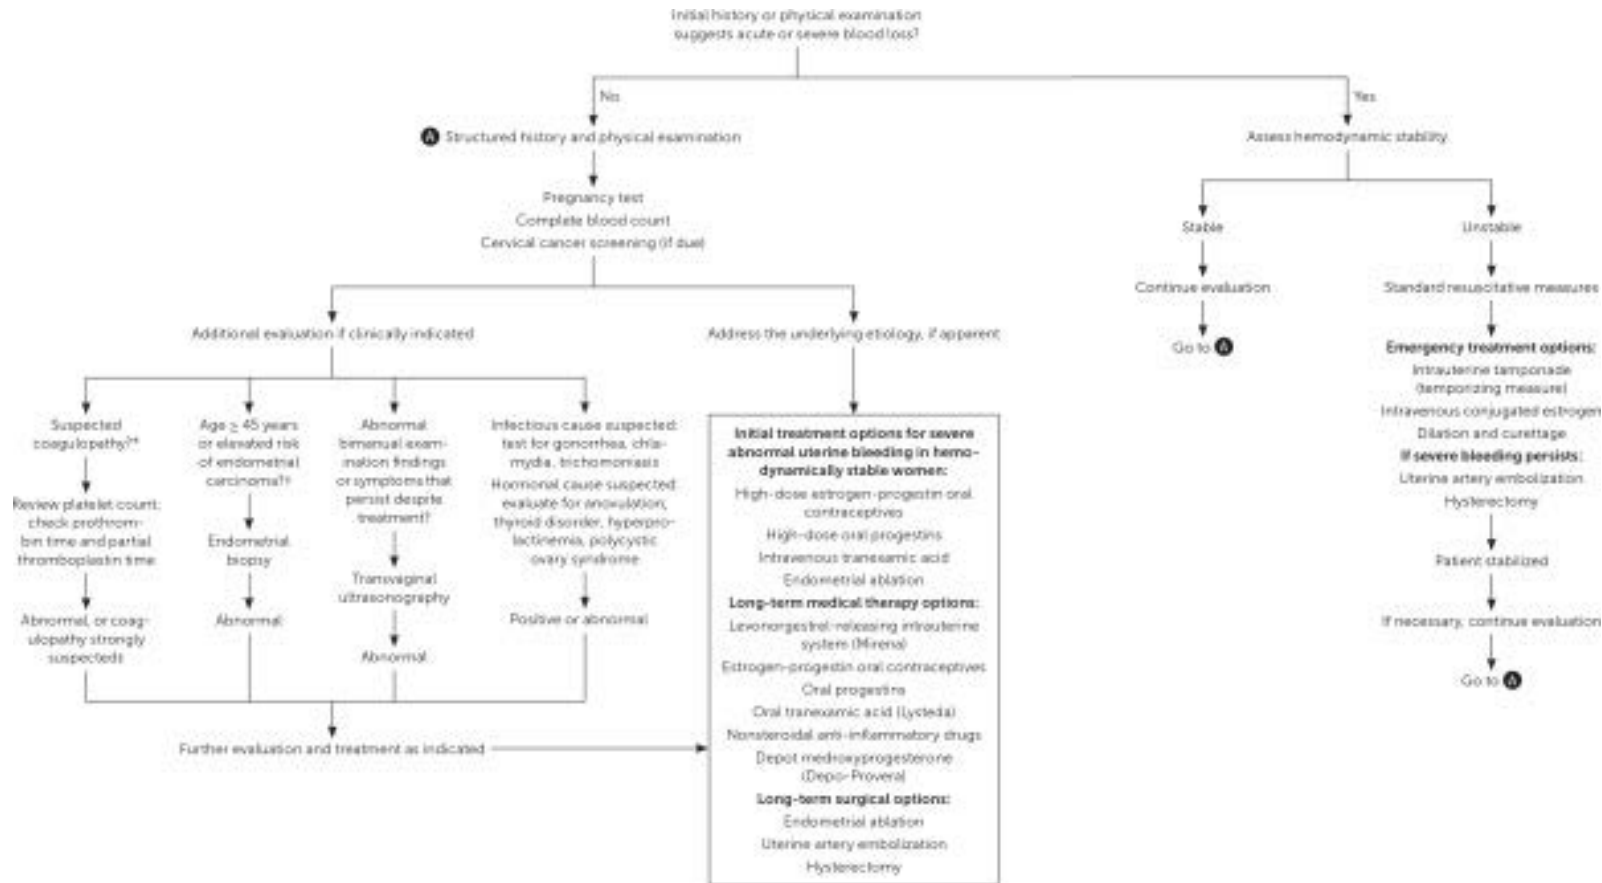 Initial history or physical examination
suggests acute or severe blood loss?
No
Yes
A Structured history and physical examination
Assess hemodynamic stability
Pregnancy test
Complete blood count
Cervical cancer screening (if due)
Stable
Unstable
Continue evaluation
Standard resuscitative measures
Go to A
Emergency treatment options:
Intrauterine tamponade
(temporizing measure)
Intravenous conjugated estrogen
Dilation and curettage
If severe bleeding persists:
Uterine artery embolization
Hysterectomy
Patient stabilized
If necessary, continue evaluation
Go to A
Additional evaluation if clinically indicated
Address the underlying etiology, if apparent
Suspected
coagulopathy?*†
Review platelet count;
check prothrom-
bin time and partial
thromboplastin time
Abnormal, or coag-
ulopathy strongly
suspected‡
Age ≥ 45 years
or elevated risk
of endometrial
carcinoma?†
Endometrial
biopsy
Abnormal
Abnormal
bimanual exam-
ination findings
or symptoms that
persist despite
treatment?
Transvaginal
ultrasonography
Abnormal
Infectious cause suspected:
test for gonorrhea, chla-
mydia, trichomoniasis
Hormonal cause suspected:
evaluate for anovulation,
thyroid disorder, hyperpro-
lactinemia, polycystic
ovary syndrome
Positive or abnormal
Further evaluation and treatment as indicated
Initial treatment options for severe
abnormal uterine bleeding in hemo-
dynamically stable women:
High-dose estrogen-progestin oral
contraceptives
High-dose oral progestins
Intravenous tranexamic acid
Endometrial ablation
Long-term medical therapy options:
Levonorgestrel-releasing intrauterine
system (Mirena)
Estrogen-progestin oral contraceptives
Oral progestins
Oral tranexamic acid (Lysteda)
Nonsteroidal anti-inflammatory drugs
Depot medroxyprogesterone
(Depo-Provera)
Long-term surgical options:
Endometrial ablation
Uterine artery embolization
Hysterectomy